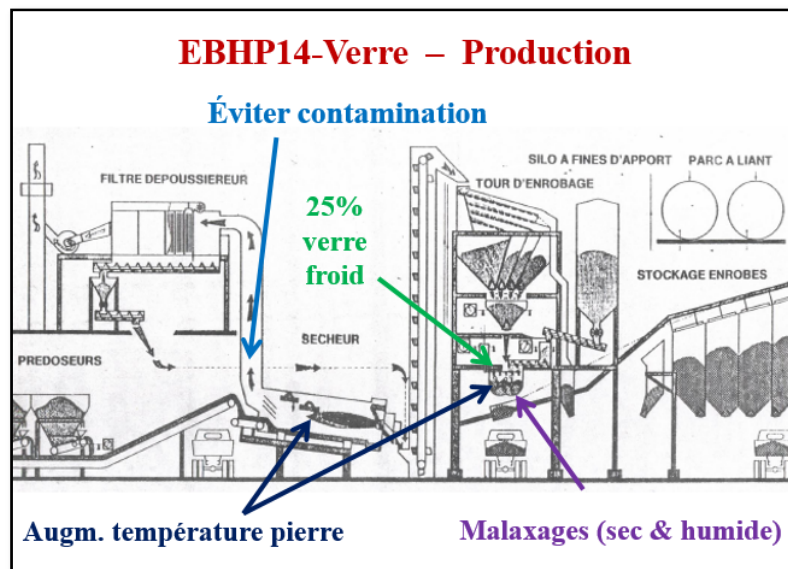 EBHP14-Verre – Production
Éviter contamination
SILO A FINES D'APPORT
PARC A LIANT
FILTRE DEPOUSSIEREUR
TOUR D'ENROBAGE
25%
verre
froid
STOCKAGE ENROBES
SECHEUR
PREDOSEURS
Augm. température pierre
Malaxages (sec & humide)